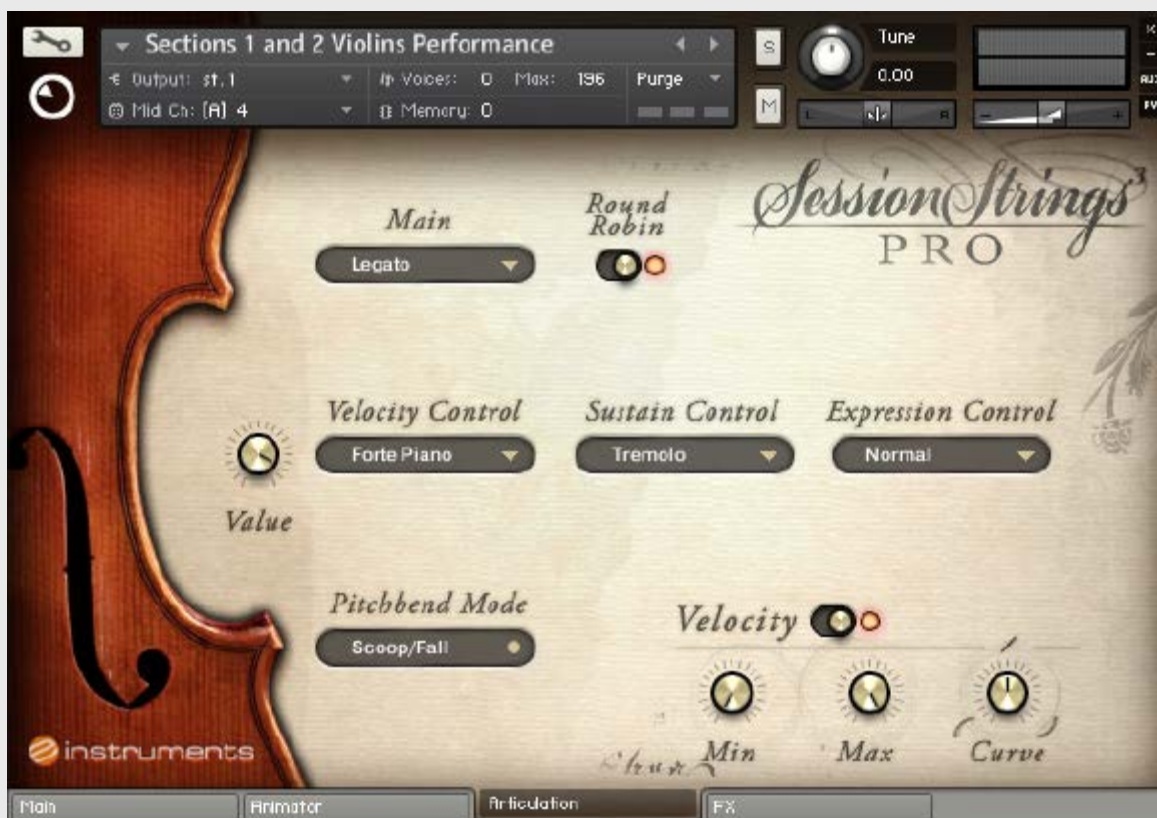 Sections 1 and 2 Violins Performance
Output: st.1
Voices: 0 Max: 196 Purge
Midi Ch: [A] 4
Memory: 0
S
M
Tune
0.00
L R
- +
AUX
PV
Session Strings
PRO
Main
Legato
Round
Robin
Velocity Control
Forte Piano
Sustain Control
Tremolo
Expression Control
Normal
Value
Pitchbend Mode
Scoop/Fall
Velocity
Min
Max
Curve
instruments
Main
Animator
Articulation
FX